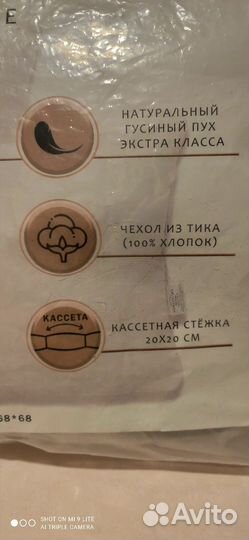 Е
НАТУРАЛЬНЫЙ
ГУСИНЫЙ ПУХ
ЭКСТРА КЛАССА
ЧЕХОЛ ИЗ ТИКА
(100% ХЛОПОК)
КАССЕТА
КАССЕТНАЯ СТЁЖКА
20Х20 СМ
68*68
SHOT ON MI 9 LITE
AI TRIPLE CAMERA
Avito